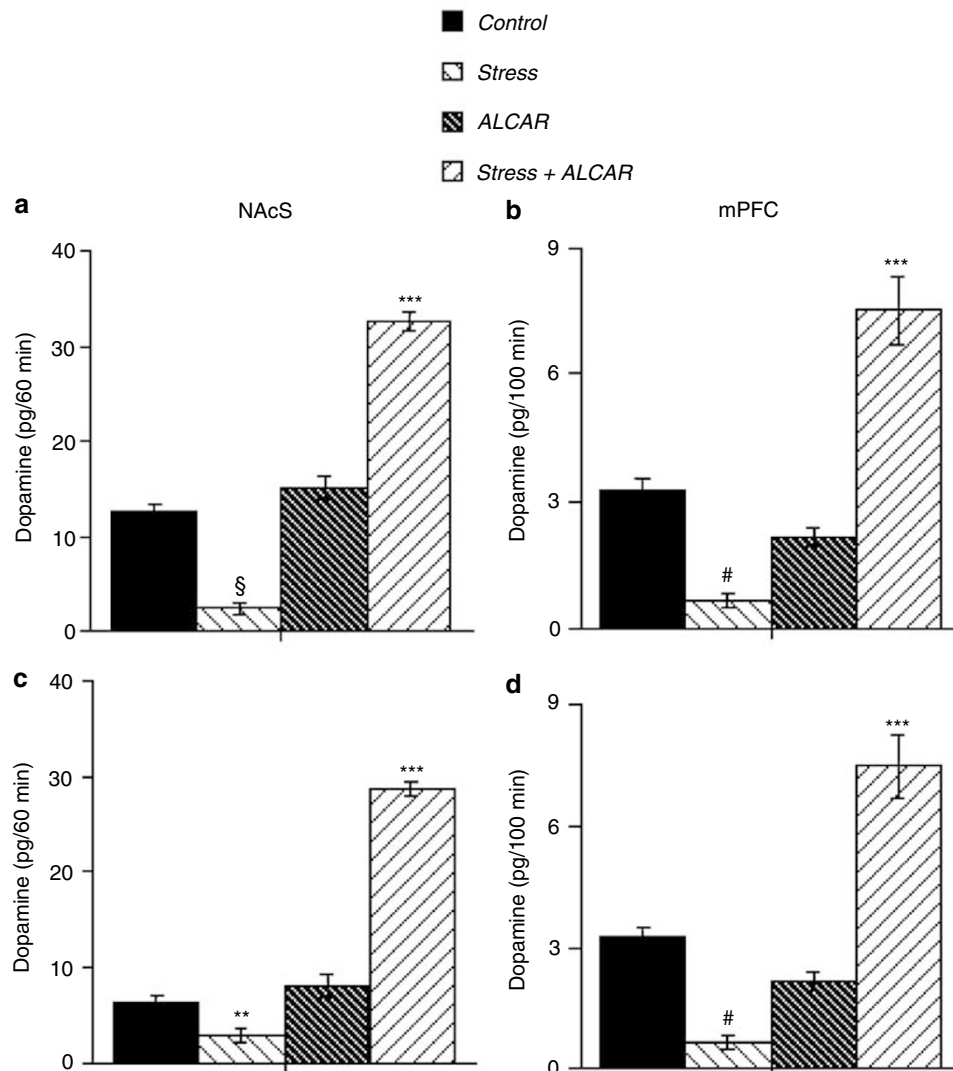 Control
Stress
ALCAR
Stress + ALCAR
a
NAcS
b
mPFC
40
30
20
10
0
Dopamine (pg/60 min)
§
***
9
6
3
0
Dopamine (pg/100 min)
#
***
c
40
30
20
10
0
Dopamine (pg/60 min)
**
***
d
9
6
3
0
Dopamine (pg/100 min)
#
***